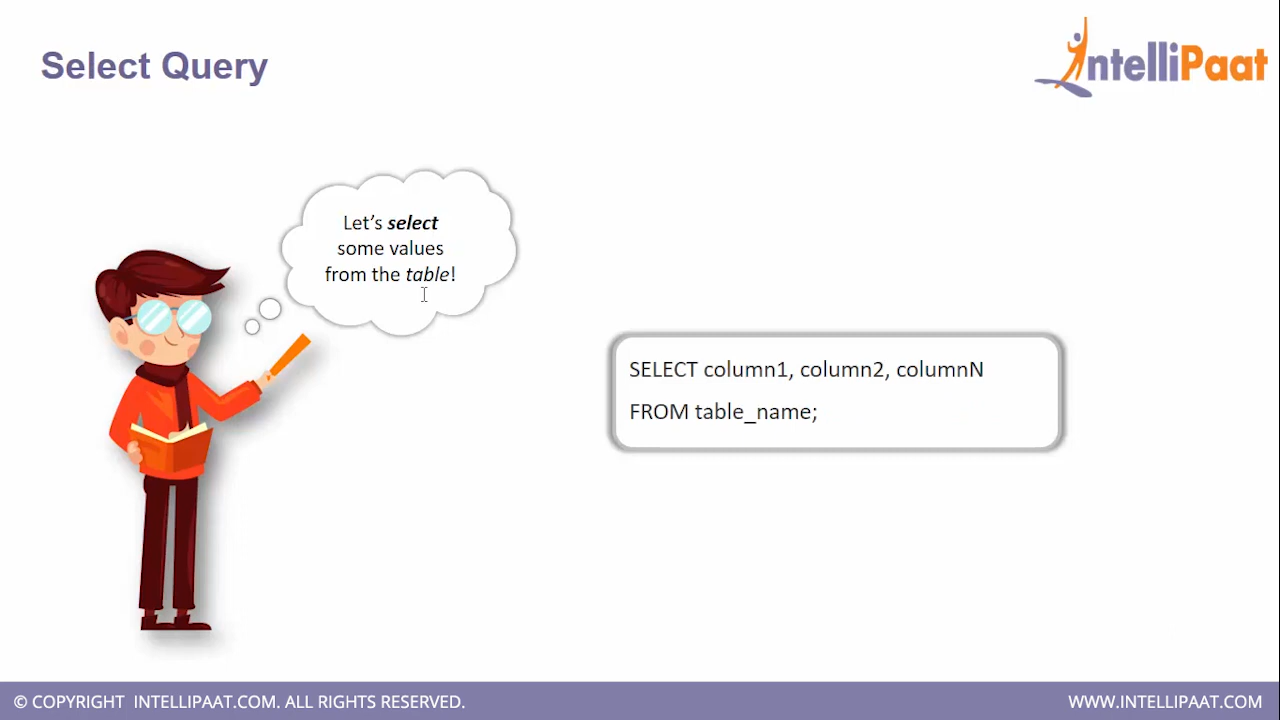 Select Query
IntelliPaat
Let’s select
some values
from the table!
SELECT column1, column2, columnN
FROM table_name;
© COPYRIGHT INTELLIPAAT.COM. ALL RIGHTS RESERVED.
WWW.INTELLIPAAT.COM